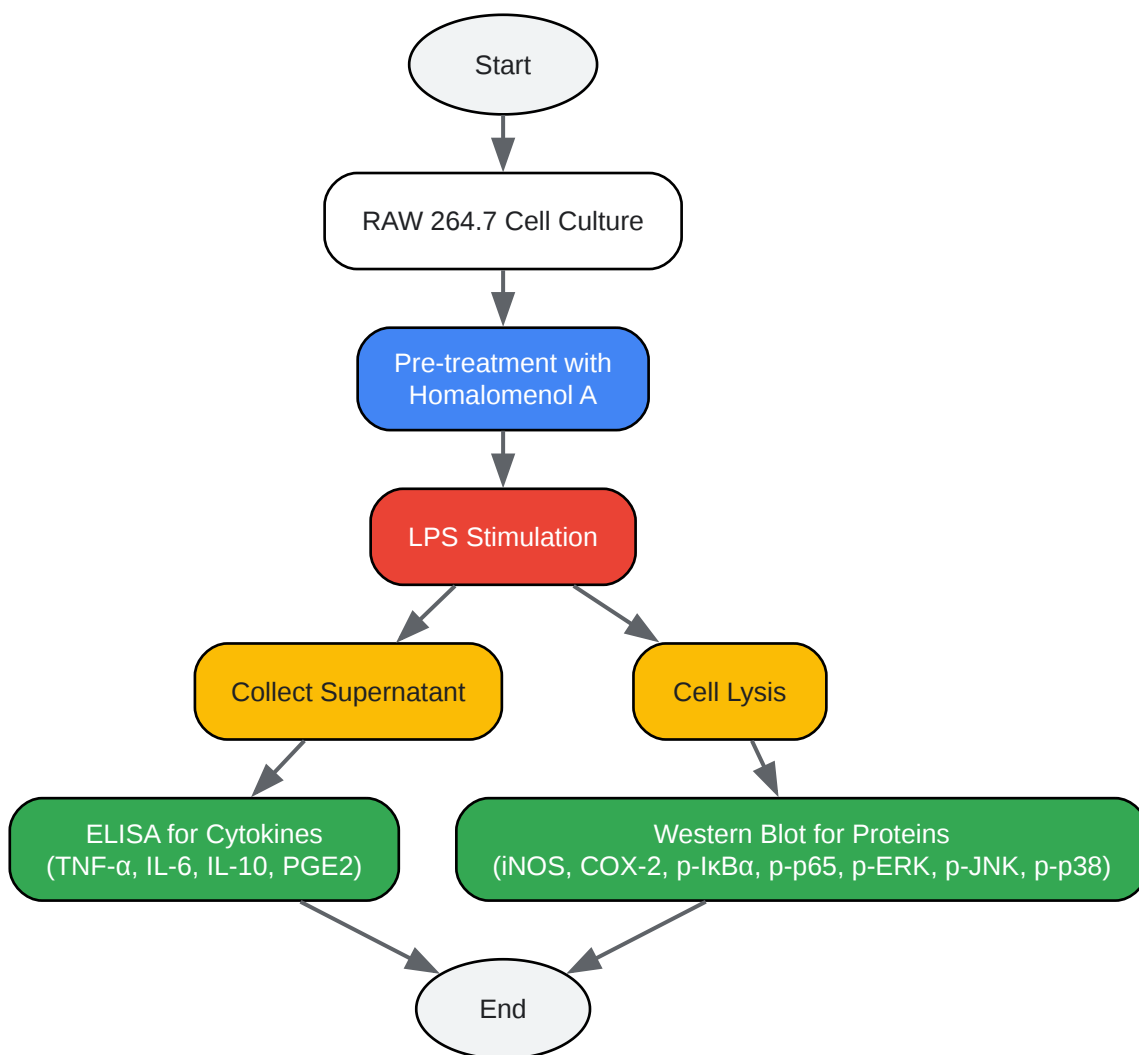 Start
RAW 264.7 Cell Culture
Pre-treatment with
Homalomenol A
LPS Stimulation
Collect Supernatant
Cell Lysis
ELISA for Cytokines
(TNF-α, IL-6, IL-10, PGE2)
Western Blot for Proteins
(iNOS, COX-2, p-IκBα, p-p65, p-ERK, p-JNK, p-p38)
End